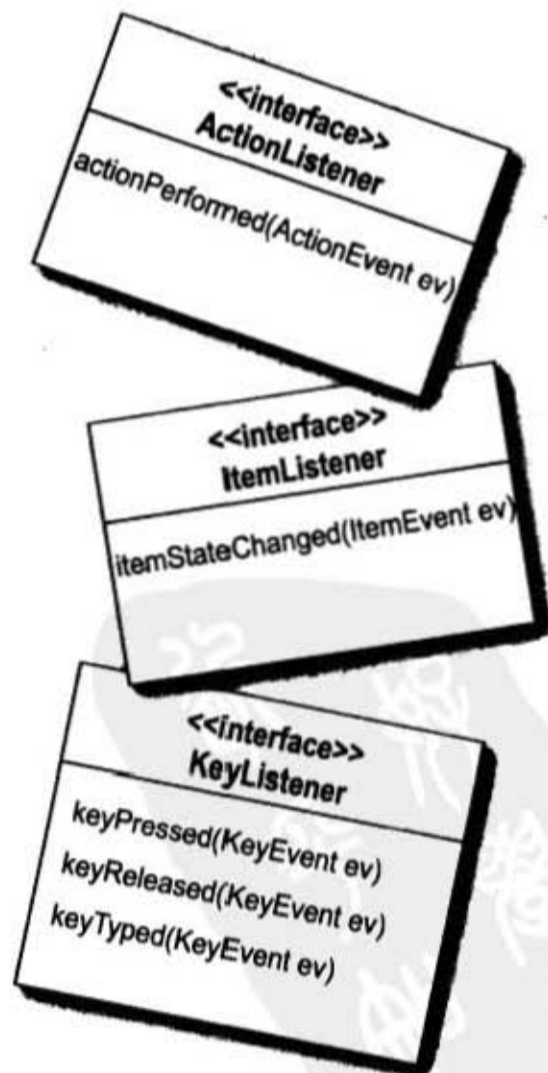 <<interface>>
ActionListener
actionPerformed(ActionEvent ev)
<<interface>>
ItemListener
itemStateChanged(ItemEvent ev)
<<interface>>
KeyListener
keyPressed(KeyEvent ev)
keyReleased(KeyEvent ev)
keyTyped(KeyEvent ev)